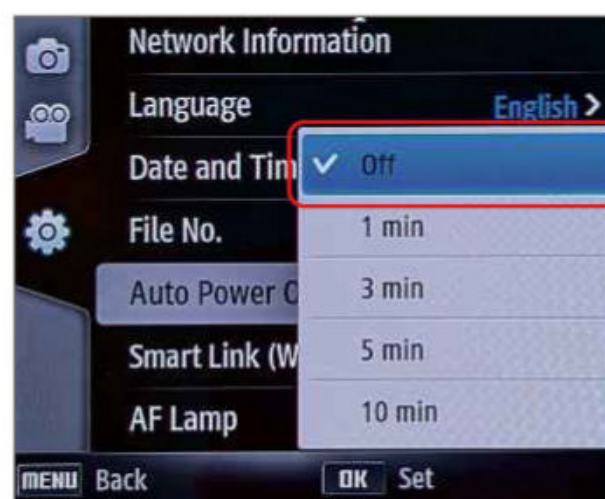 Network Information
Language English >
Date and Tim
✓ Off
File No.
1 min
Auto Power O
3 min
Smart Link (W
5 min
AF Lamp
10 min
MENU Back OK Set